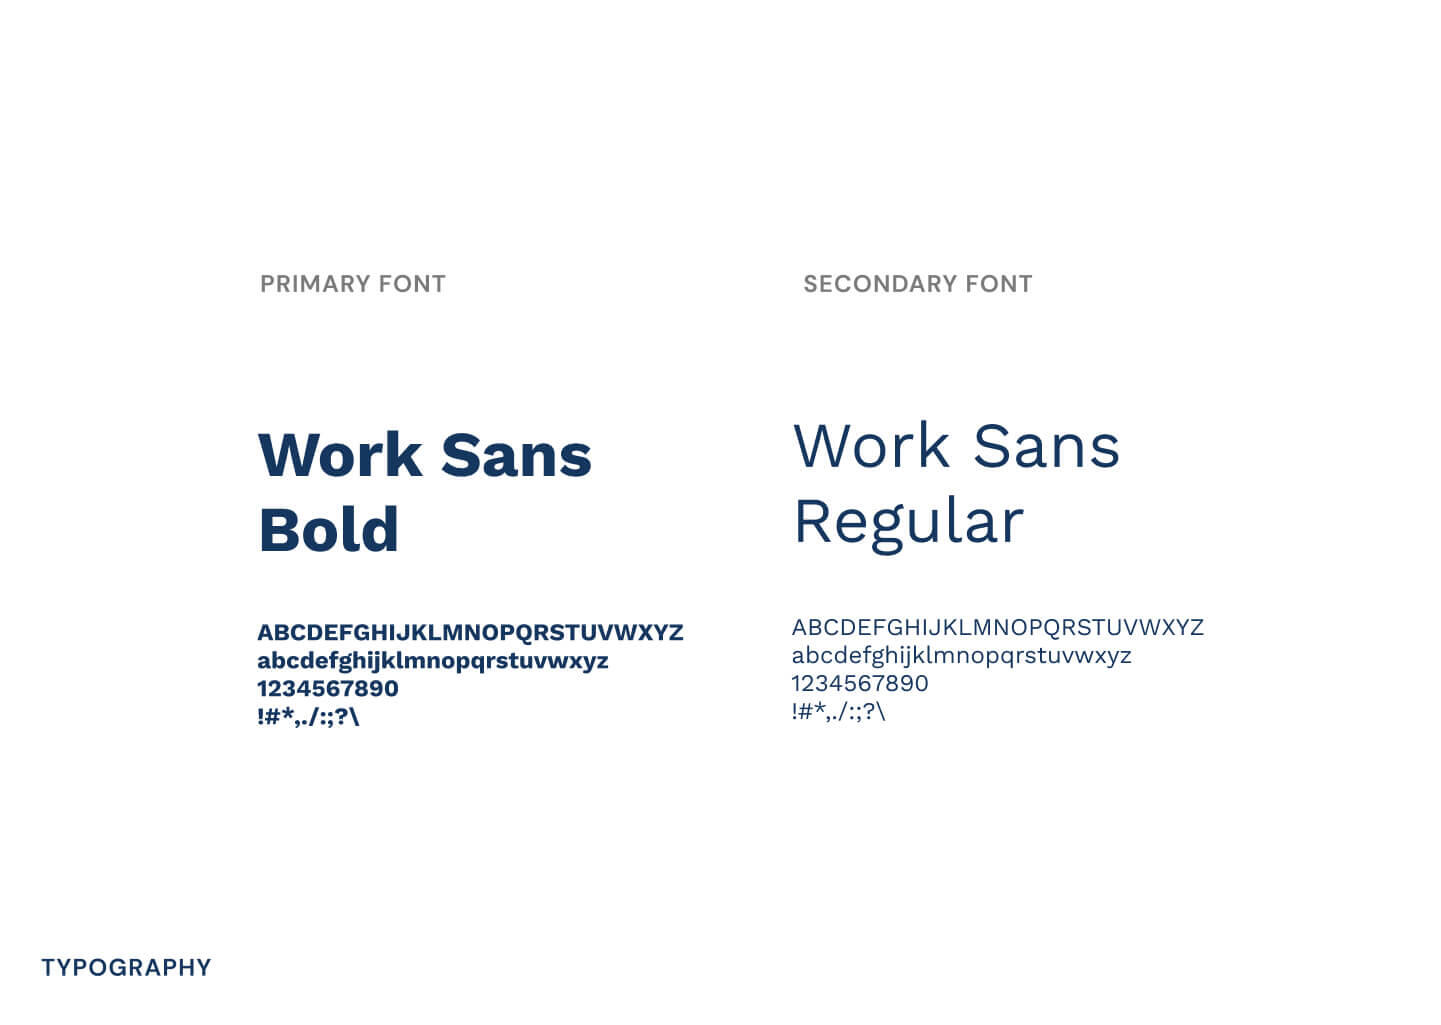 PRIMARY FONT
Work Sans
Bold
ABCDEFGHIJKLMNOPQRSTUVWXYZ
abcdefghijklmnopqrstuvwxyz
1234567890
!#*,./:;?\
SECONDARY FONT
Work Sans
Regular
ABCDEFGHIJKLMNOPQRSTUVWXYZ
abcdefghijklmnopqrstuvwxyz
1234567890
!#*,./:;?\
TYPOGRAPHY